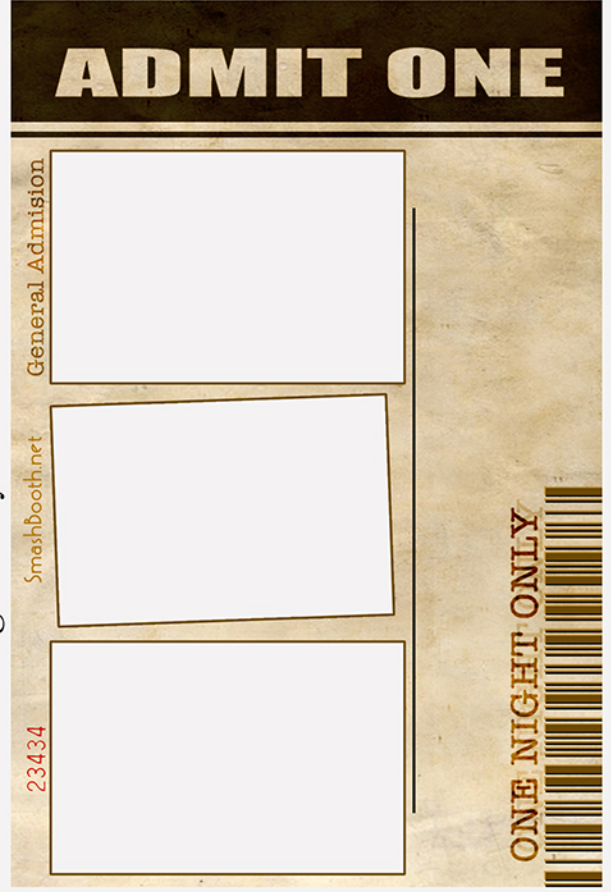 ADMIT ONE
General Admision
SmashBooth.net
23434
ONE NIGHT ONLY